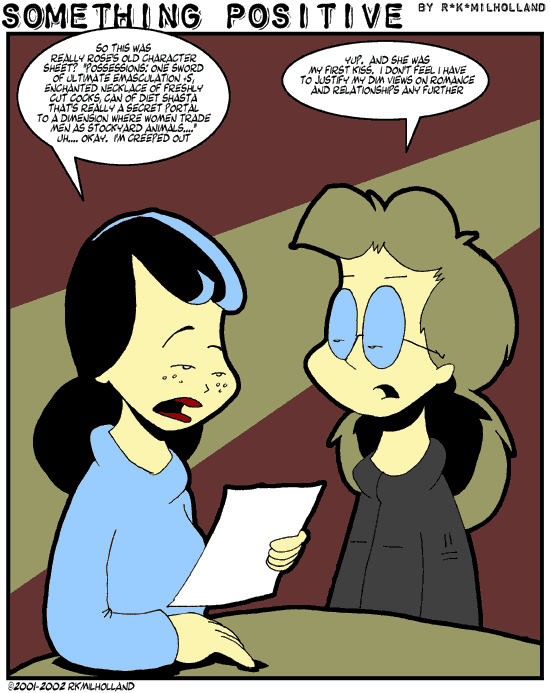 SOMETHING POSITIVE BY R*K*MILHOLLAND
SO THIS WAS
REALLY ROSE'S OLD CHARACTER
SHEET? "POSSESSIONS: ONE SWORD
OF ULTIMATE EMASCULATION +5,
ENCHANTED NECKLACE OF FRESHLY
CUT COCKS, CAN OF DIET SHASTA
THAT'S REALLY A SECRET PORTAL
TO A DIMENSION WHERE WOMEN TRADE
MEN AS STOCKYARD ANIMALS,..."
UH.... OKAY. I'M CREEPED OUT
YUP. AND SHE WAS
MY FIRST KISS. I DON'T FEEL I HAVE
TO JUSTIFY MY DIM VIEWS ON ROMANCE
AND RELATIONSHIPS ANY FURTHER
©2001-2002 RKMILHOLLAND